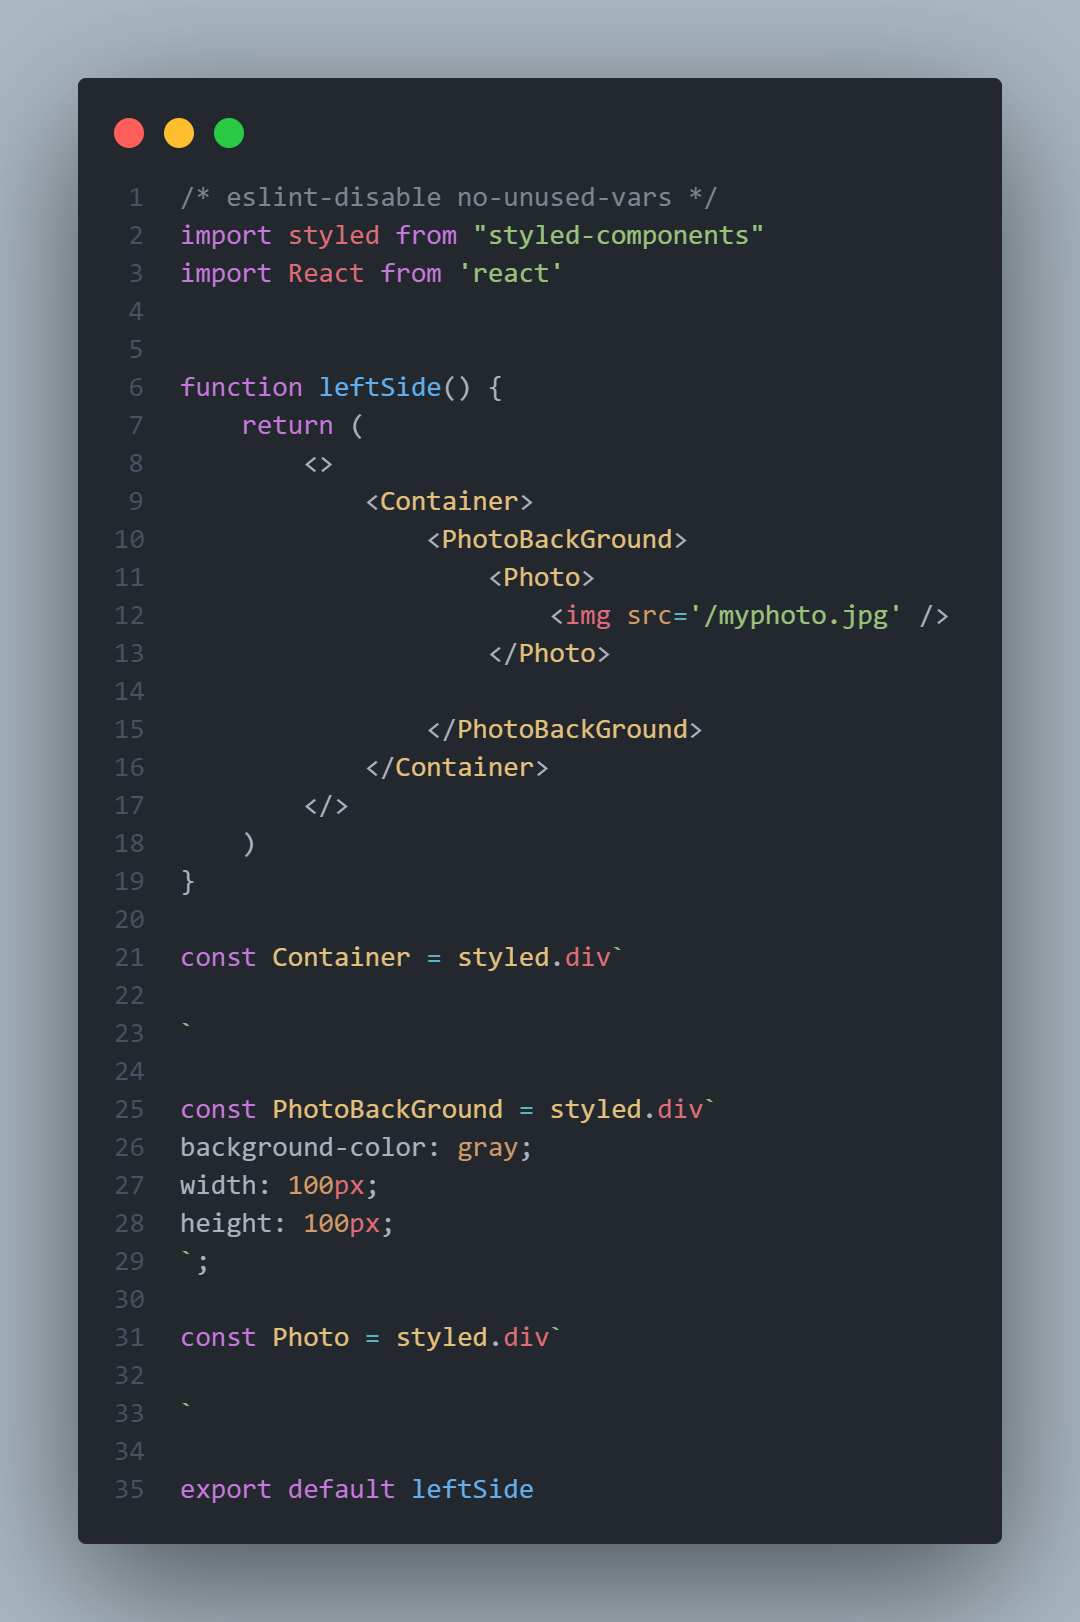 1 /* eslint-disable no-unused-vars */
2 import styled from "styled-components"
3 import React from 'react'
4
5
6 function leftSide() {
7     return (
8         <>
9             <Container>
10                 <PhotoBackGround>
11                     <Photo>
12                         <img src='/myphoto.jpg' />
13                     </Photo>
14
15                 </PhotoBackGround>
16             </Container>
17         </>
18     )
19 }
20
21 const Container = styled.div`
22
23 `
24
25 const PhotoBackGround = styled.div`
26 background-color: gray;
27 width: 100px;
28 height: 100px;
29 `;
30
31 const Photo = styled.div`
32
33 `
34
35 export default leftSide